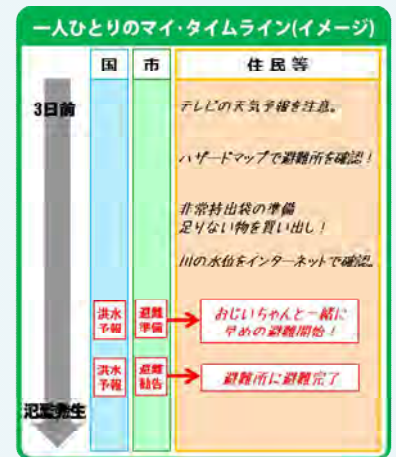 一人ひとりのマイ・タイムライン(イメージ)
国 市 住民等
3日前
テレビの天気予報を注意。
ハザードマップで避難所を確認！
非常持出袋の準備
足りない物を買い出し！
川の水位をインターネットで確認。
洪水予報
避難準備
おじいちゃんと一緒に
早めの避難開始！
洪水予報
避難勧告
避難所に避難完了
氾濫発生